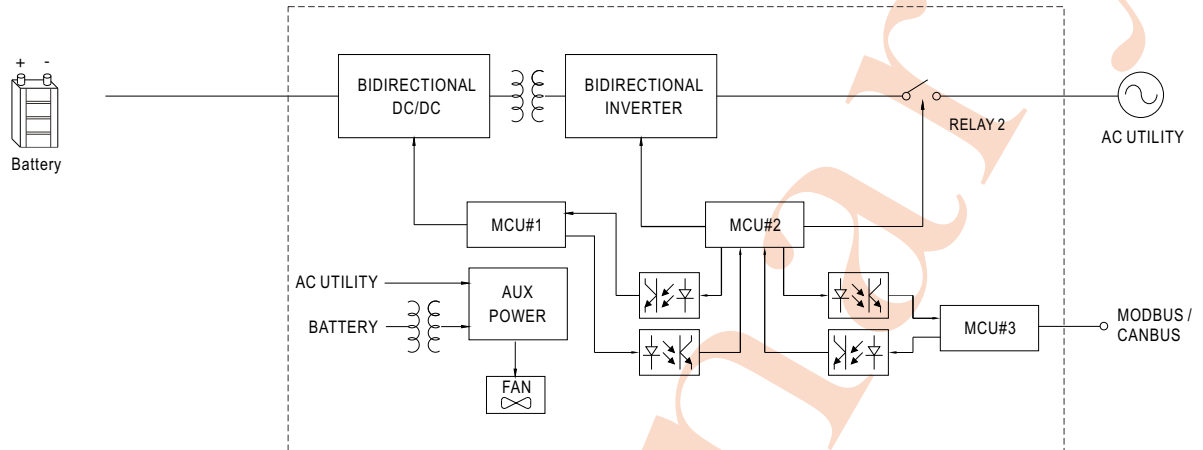 + -
Battery
BIDIRECTIONAL
DC/DC
BIDIRECTIONAL
INVERTER
RELAY 2
AC UTILITY
MCU#1
MCU#2
AC UTILITY
BATTERY
AUX
POWER
FAN
MCU#3
MODBUS /
CANBUS